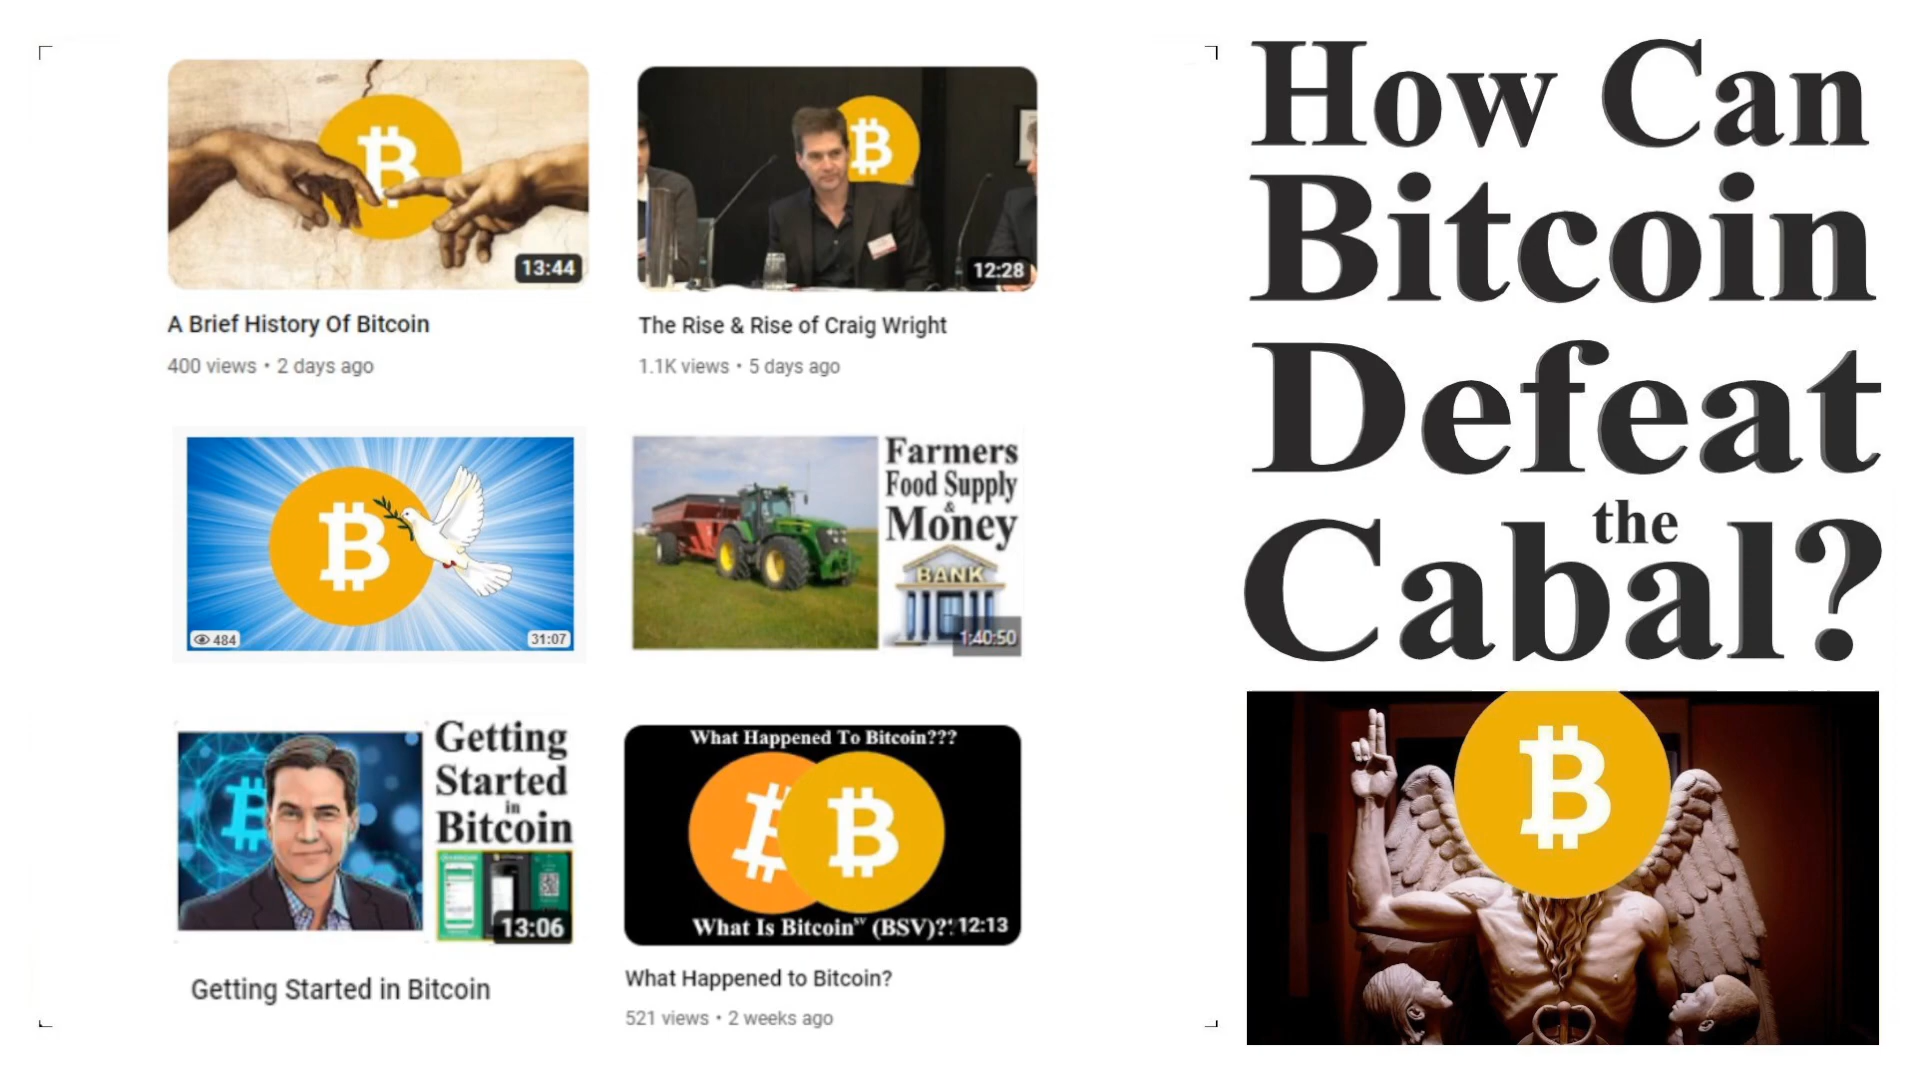 13:44
A Brief History Of Bitcoin
400 views • 2 days ago
12:28
The Rise & Rise of Craig Wright
1.1K views • 5 days ago
484
31:07
Farmers
Food Supply
&
Money
BANK
1:40:50
Getting
Started
in
Bitcoin
13:06
Getting Started in Bitcoin
What Happened To Bitcoin???
What Is Bitcoin SV (BSV)??
12:13
What Happened to Bitcoin?
521 views • 2 weeks ago
How Can
Bitcoin
Defeat
the
Cabal?